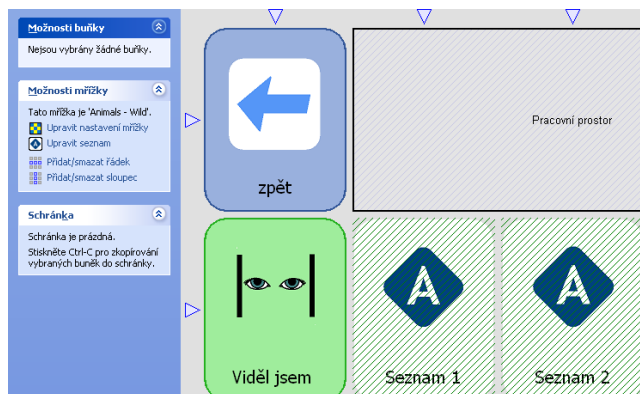 Možnosti buňky
Nejsou vybrány žádné buňky.
Možnosti mřížky
Tato mřížka je 'Animals - Wild'.
Upravit nastavení mřížky
Upravit seznam
Přidat/smazat řádek
Přidat/smazat sloupec
Schránka
Schránka je prázdná.
Stiskněte Ctrl-C pro zkopírování
vybraných buněk do schránky.
zpět
Pracovní prostor
Viděl jsem
A
Seznam 1
A
Seznam 2